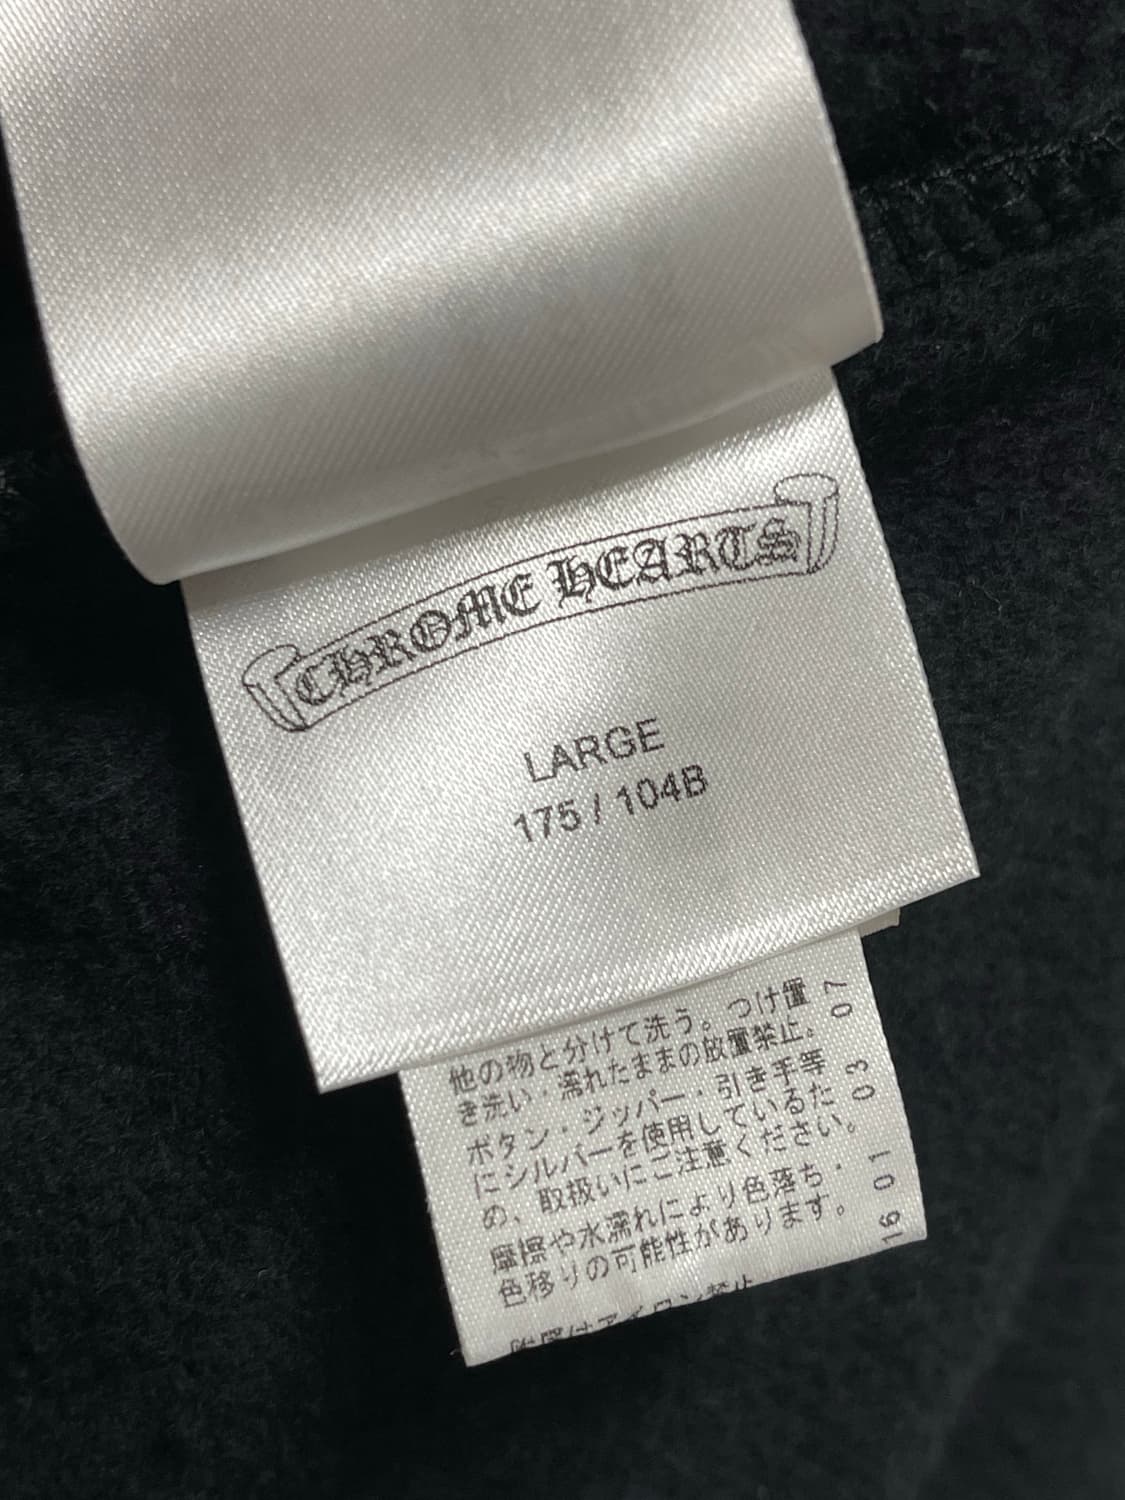 CHROME HEARTS
LARGE
175 / 104B
他の物と分けて洗う。つけ置
き洗い・濡れたままの放置禁止。
ボタン・ジッパー・引き手等
にシルバーを使用しているた
め、取扱いにご注意ください。
摩擦や水濡れにより色落ち・
色移りの可能性があります。
16 01 03 07